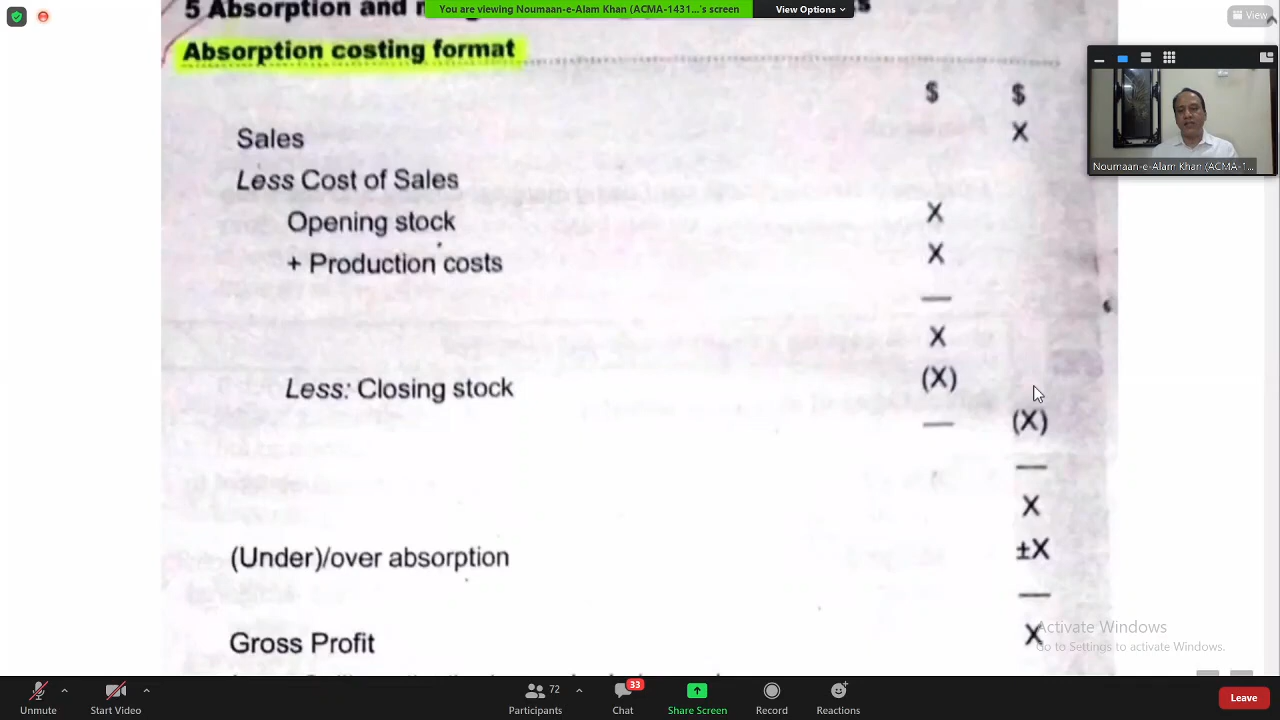 5 Absorption and
You are viewing Noumaan-e-Alam Khan (ACMA-1431...'s screen
View Options
View
Absorption costing format
$ $
Sales X
Less Cost of Sales
Opening stock X
+ Production costs X
X
Less: Closing stock (X)
(X)
X
(Under)/over absorption ±X
Gross Profit X
Noumaan-e-Alam Khan (ACMA-1...
Activate Windows
Go to Settings to activate Windows.
Unmute
Start Video
72
Participants
33
Chat
Share Screen
Record
Reactions
Leave